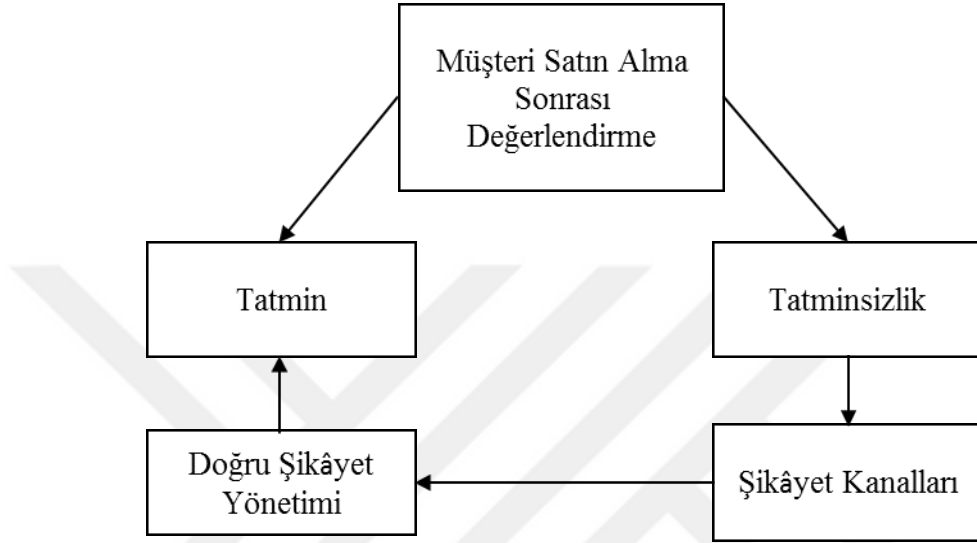 Müşteri Satın Alma
Sonrası
Değerlendirme
Tatmin
Tatminsizlik
Doğru Şikâyet
Yönetimi
Şikâyet Kanalları